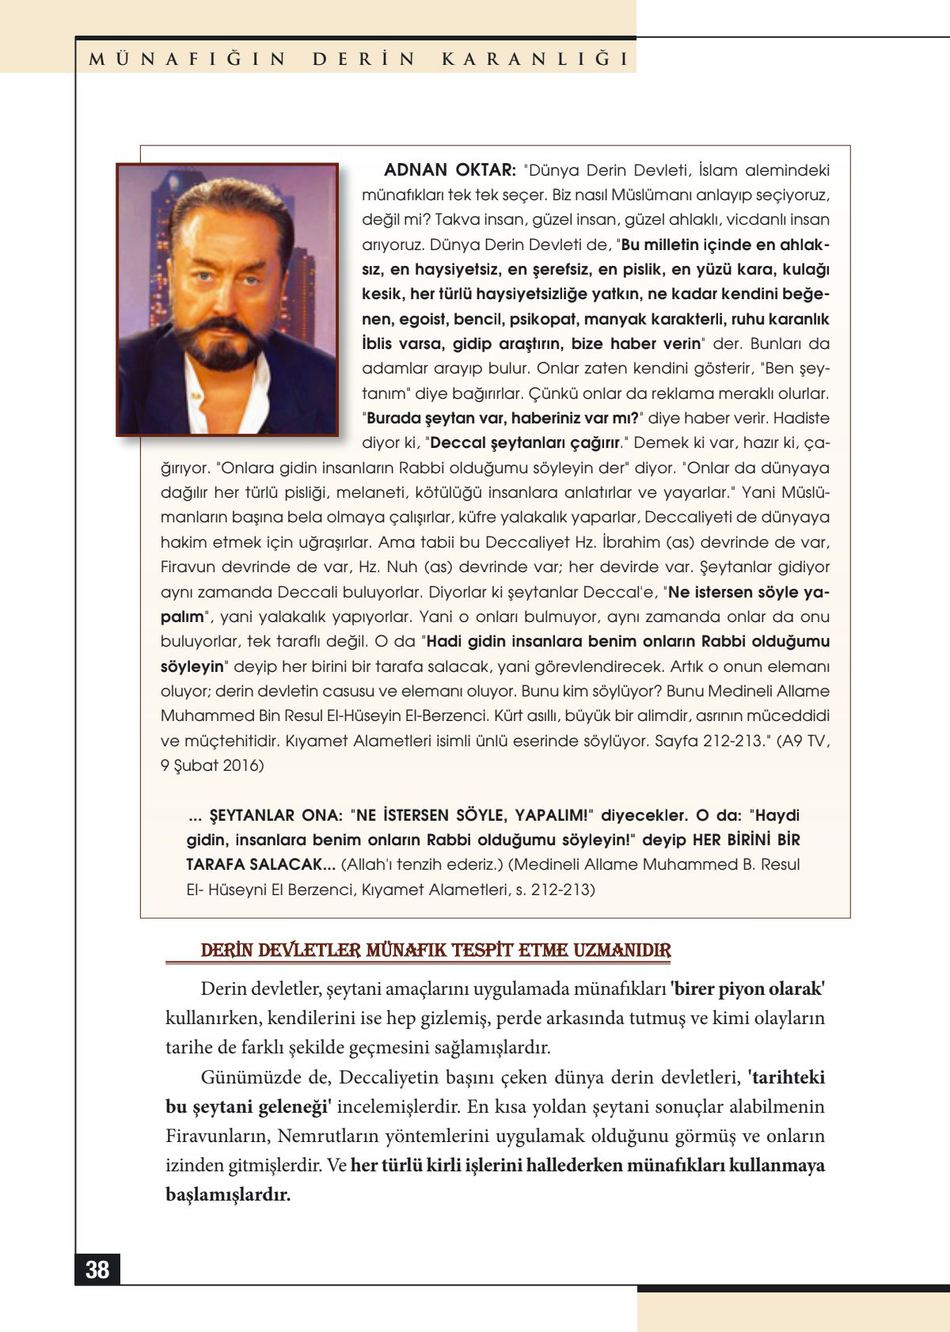 MÜNAFIĞIN DERİN KARANLIĞI
ADNAN OKTAR: "Dünya Derin Devleti, İslam alemindeki
münafıkları tek tek seçer. Biz nasıl Müslümanı anlayıp seçiyoruz,
değil mi? Takva insan, güzel insan, güzel ahlaklı, vicdanlı insan
arıyoruz. Dünya Derin Devleti de, "Bu milletin içinde en ahlak-
sız, en haysiyetsiz, en şerefsiz, en pislik, en yüzü kara, kulağı
kesik, her türlü haysiyetsizliğe yatkın, ne kadar kendini beğe-
nen, egoist, bencil, psikopat, manyak karakterli, ruhu karanlık
İblis varsa, gidip araştırın, bize haber verin" der. Bunları da
adamlar arayıp bulur. Onlar zaten kendini gösterir, "Ben şey-
tanım" diye bağırırlar. Çünkü onlar da reklama meraklı olurlar.
"Burada şeytan var, haberiniz var mı?" diye haber verir. Hadiste
diyor ki, "Deccal şeytanları çağırır." Demek ki var, hazır ki, ça-
ğırıyor. "Onlara gidin insanların Rabbi olduğumu söyleyin der" diyor. "Onlar da dünyaya
dağılır her türlü pisliği, melaneti, kötülüğü insanlara anlatırlar ve yayarlar." Yani Müslü-
manların başına bela olmaya çalışırlar, küfre yalakalık yaparlar, Deccaliyeti de dünyaya
hakim etmek için uğraşırlar. Ama tabii bu Deccaliyet Hz. İbrahim (as) devrinde de var,
Firavun devrinde de var, Hz. Nuh (as) devrinde var; her devirde var. Şeytanlar gidiyor
aynı zamanda Deccali buluyorlar. Diyorlar ki şeytanlar Deccal'e, "Ne istersen söyle ya-
palım", yani yalakalık yapıyorlar. Yani o onları bulmuyor, aynı zamanda onlar da onu
buluyorlar, tek taraflı değil. O da "Hadi gidin insanlara benim onların Rabbi olduğumu
söyleyin" deyip her birini bir tarafa salacak, yani görevlendirecek. Artık o onun elemanı
oluyor; derin devletin casusu ve elemanı oluyor. Bunu kim söylüyor? Bunu Medineli Allame
Muhammed Bin Resul El-Hüseyin El-Berzenci. Kürt asıllı, büyük bir alimdir, asrının müceddidi
ve müçtehitidir. Kıyamet Alametleri isimli ünlü eserinde söylüyor. Sayfa 212-213." (A9 TV,
9 Şubat 2016)
... ŞEYTANLAR ONA: "NE İSTERSEN SÖYLE, YAPALIM!" diyecekler. O da: "Haydi
gidin, insanlara benim onların Rabbi olduğumu söyleyin!" deyip HER BİRİNİ BİR
TARAFA SALACAK... (Allah'ı tenzih ederiz.) (Medineli Allame Muhammed B. Resul
El- Hüseyni El Berzenci, Kıyamet Alametleri, s. 212-213)
DERİN DEVLETLER MÜNAFIK TESPİT ETME UZMANIDIR
Derin devletler, şeytani amaçlarını uygulamada münafıkları 'birer piyon olarak'
kullanırken, kendilerini ise hep gizlemiş, perde arkasında tutmuş ve kimi olayların
tarihe de farklı şekilde geçmesini sağlamışlardır.
Günümüzde de, Deccaliyetin başını çeken dünya derin devletleri, 'tarihteki
bu şeytani geleneği' incelemişlerdir. En kısa yoldan şeytani sonuçlar alabilmenin
Firavunların, Nemrutların yöntemlerini uygulamak olduğunu görmüş ve onların
izinden gitmişlerdir. Ve her türlü kirli işlerini hallederken münafıkları kullanmaya
başlamışlardır.
38